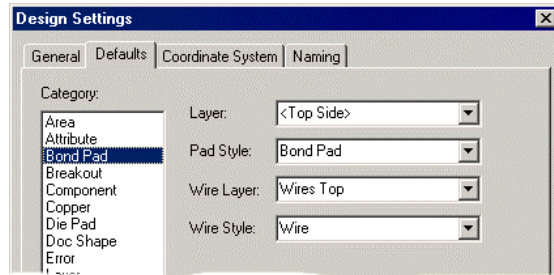 Design Settings
General Defaults Coordinate System Naming
Category:
Area
Attribute
Bond Pad
Breakout
Component
Copper
Die Pad
Doc Shape
Error
Layer: <Top Side>
Pad Style: Bond Pad
Wire Layer: Wires Top
Wire Style: Wire